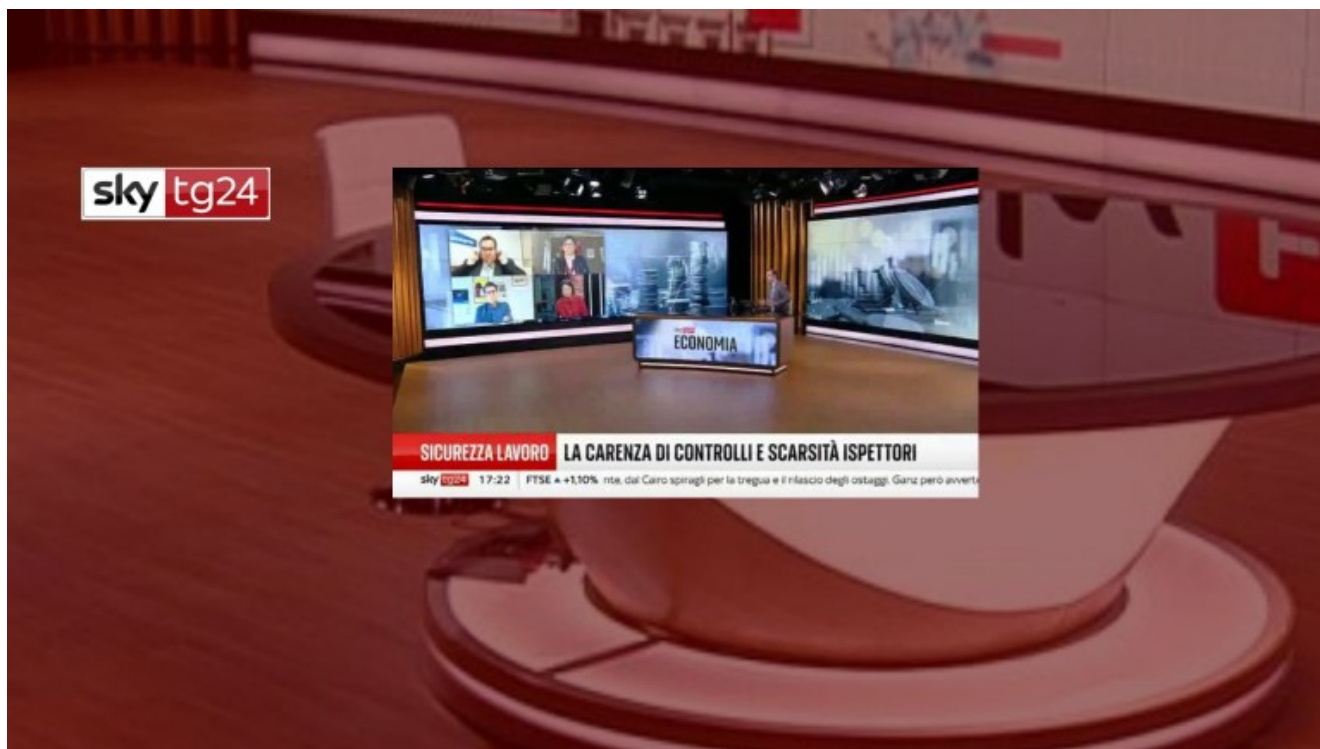 sky tg24
ECONOMIA
SICUREZZA LAVORO LA CARENZA DI CONTROLLI E SCARSITÀ ISPETTORI
sky tg24 17:22 FTSE +1,10% nte, dal Cairo spiragli per la tregua e il rilascio degli ostaggi. Ganz però avverte